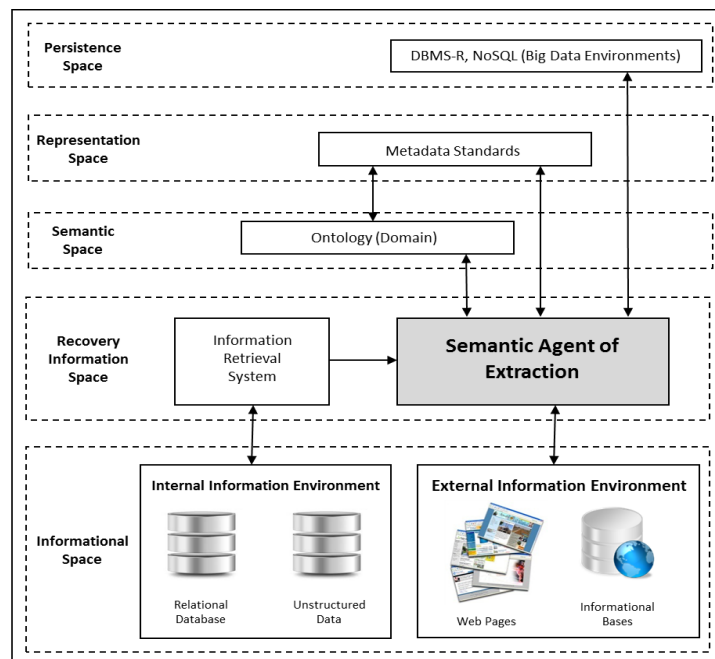 Persistence
Space
DBMS-R, NoSQL (Big Data Environments)
Representation
Space
Metadata Standards
Semantic
Space
Ontology (Domain)
Recovery
Information
Space
Information
Retrieval
System
Semantic Agent of
Extraction
Informational
Space
Internal Information Environment
Relational
Database
Unstructured
Data
External Information Environment
Web Pages
Informational
Bases